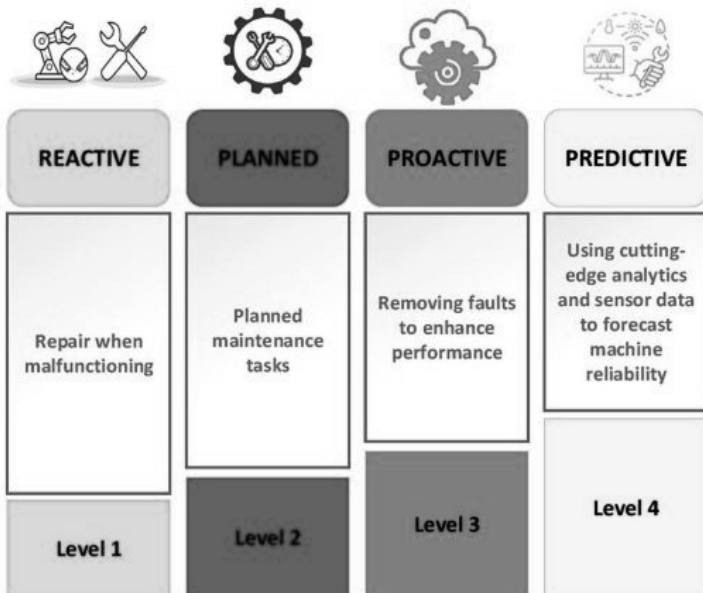 REACTIVE
PLANNED
PROACTIVE
PREDICTIVE
Repair when
malfunctioning
Planned
maintenance
tasks
Removing faults
to enhance
performance
Using cutting-
edge analytics
and sensor data
to forecast
machine
reliability
Level 1
Level 2
Level 3
Level 4